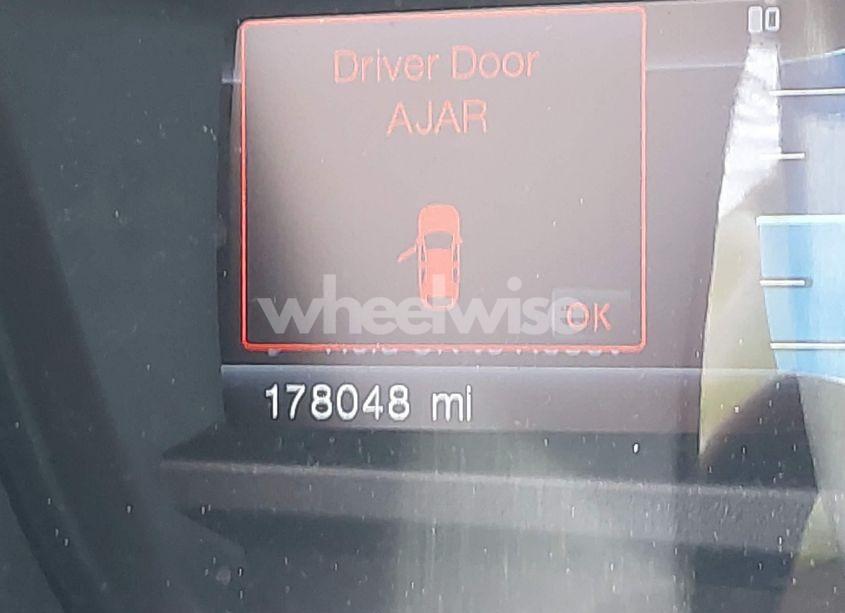 Driver Door
AJAR
wheelwise
OK
178048 mi